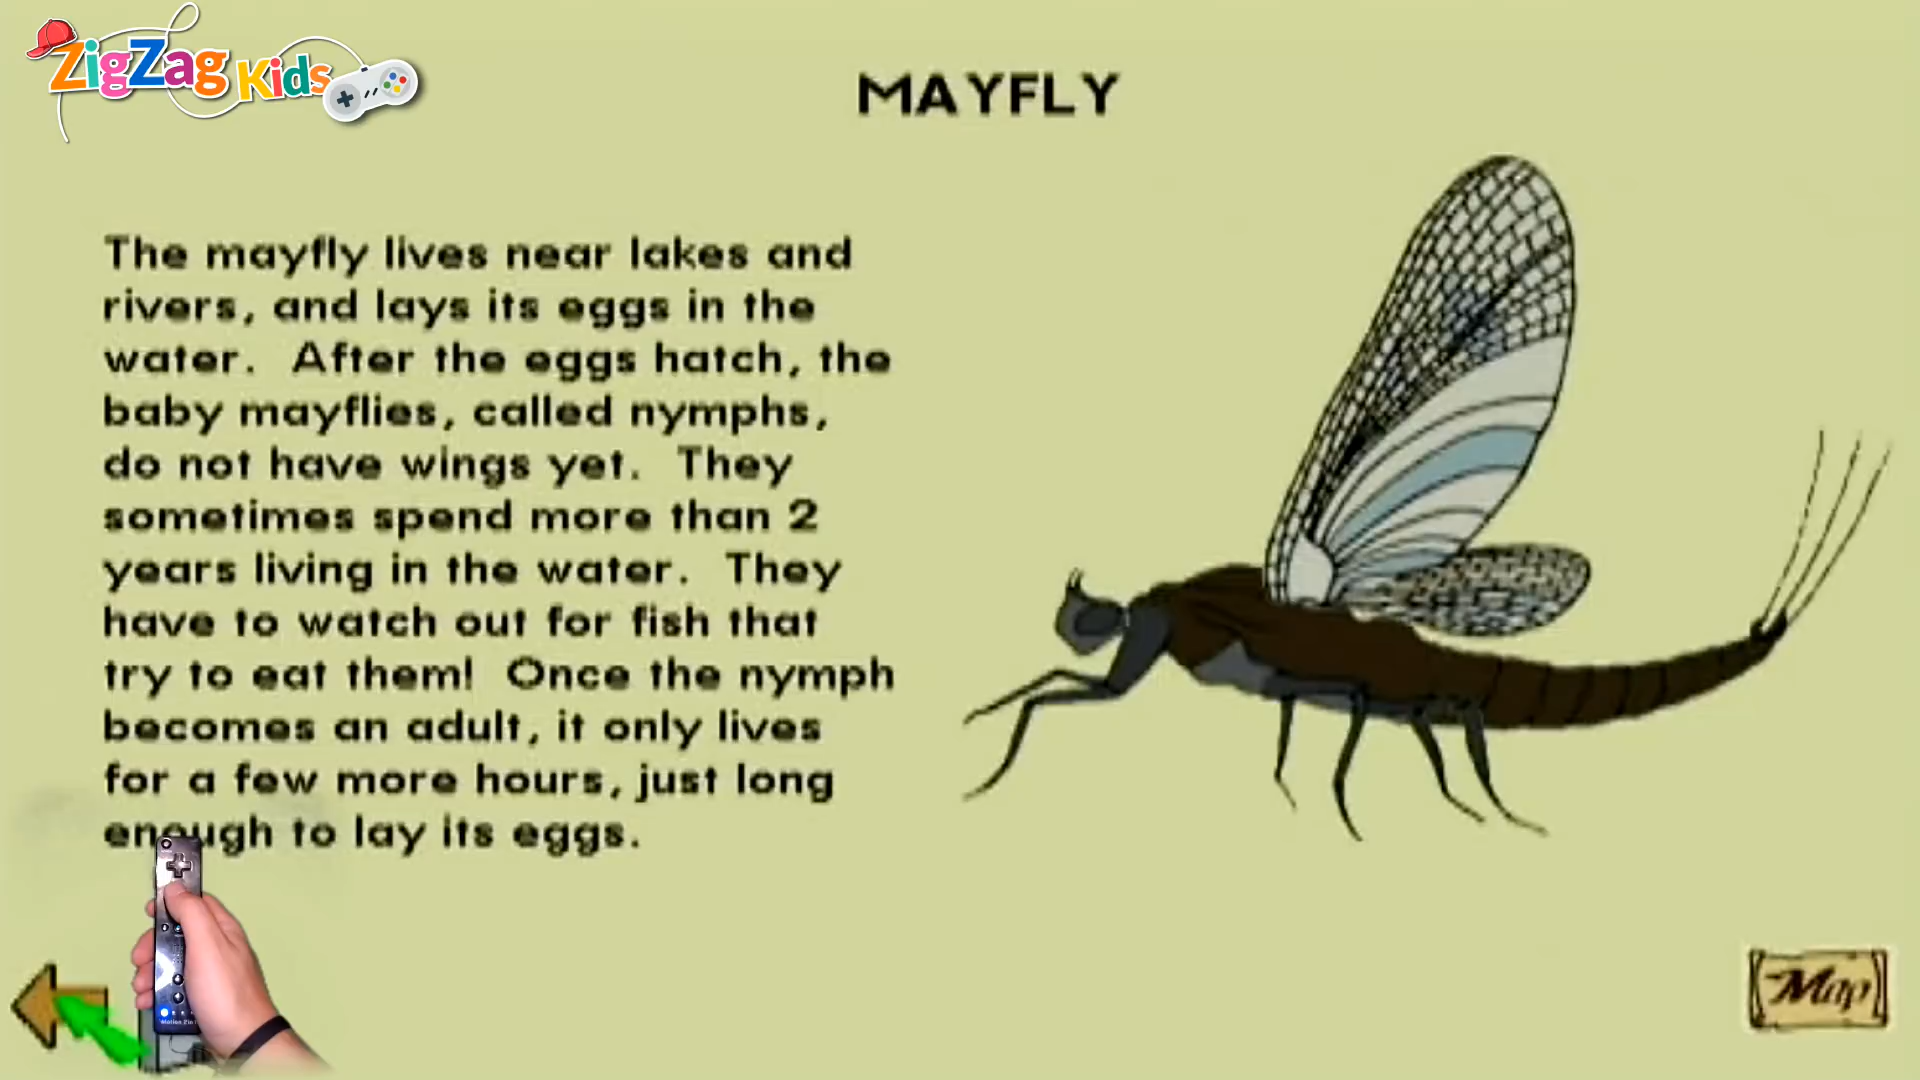 ZigZag Kids
MAYFLY
The mayfly lives near lakes and
rivers, and lays its eggs in the
water. After the eggs hatch, the
baby mayflies, called nymphs,
do not have wings yet. They
sometimes spend more than 2
years living in the water. They
have to watch out for fish that
try to eat them! Once the nymph
becomes an adult, it only lives
for a few more hours, just long
enough to lay its eggs.
Map